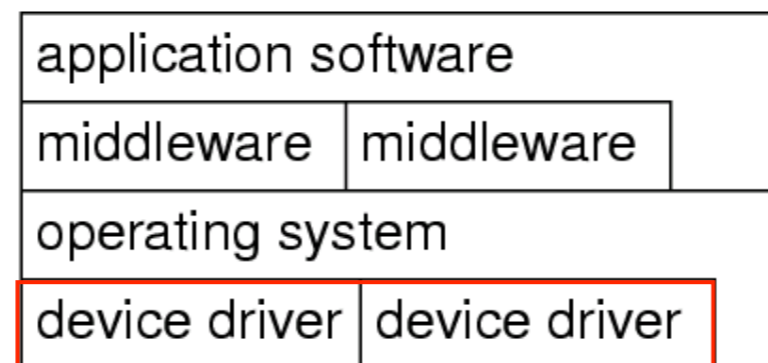 application software
middleware middleware
operating system
device driver device driver